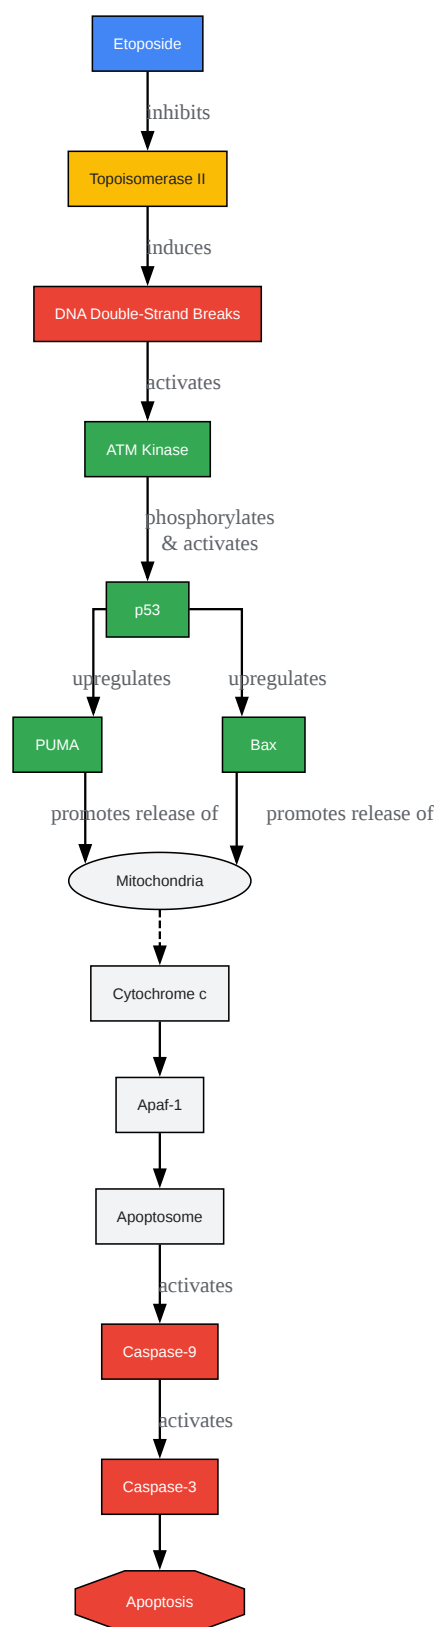 Etoposide
inhibits
Topoisomerase II
induces
DNA Double-Strand Breaks
activates
ATM Kinase
phosphorylates
& activates
p53
upregulates
upregulates
PUMA
Bax
promotes release of
promotes release of
Mitochondria
Cytochrome c
Apaf-1
Apoptosome
activates
Caspase-9
activates
Caspase-3
Apoptosis